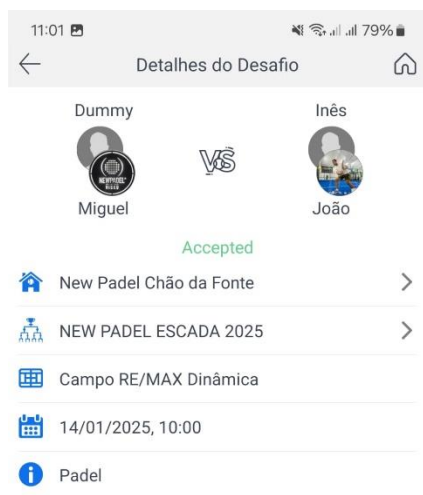 11:01 79%
Detalhes do Desafio
Dummy Inês
VS
NEWPADEL
Miguel João
Accepted
New Padel Chão da Fonte
NEW PADEL ESCADA 2025
Campo RE/MAX Dinâmica
14/01/2025, 10:00
Padel